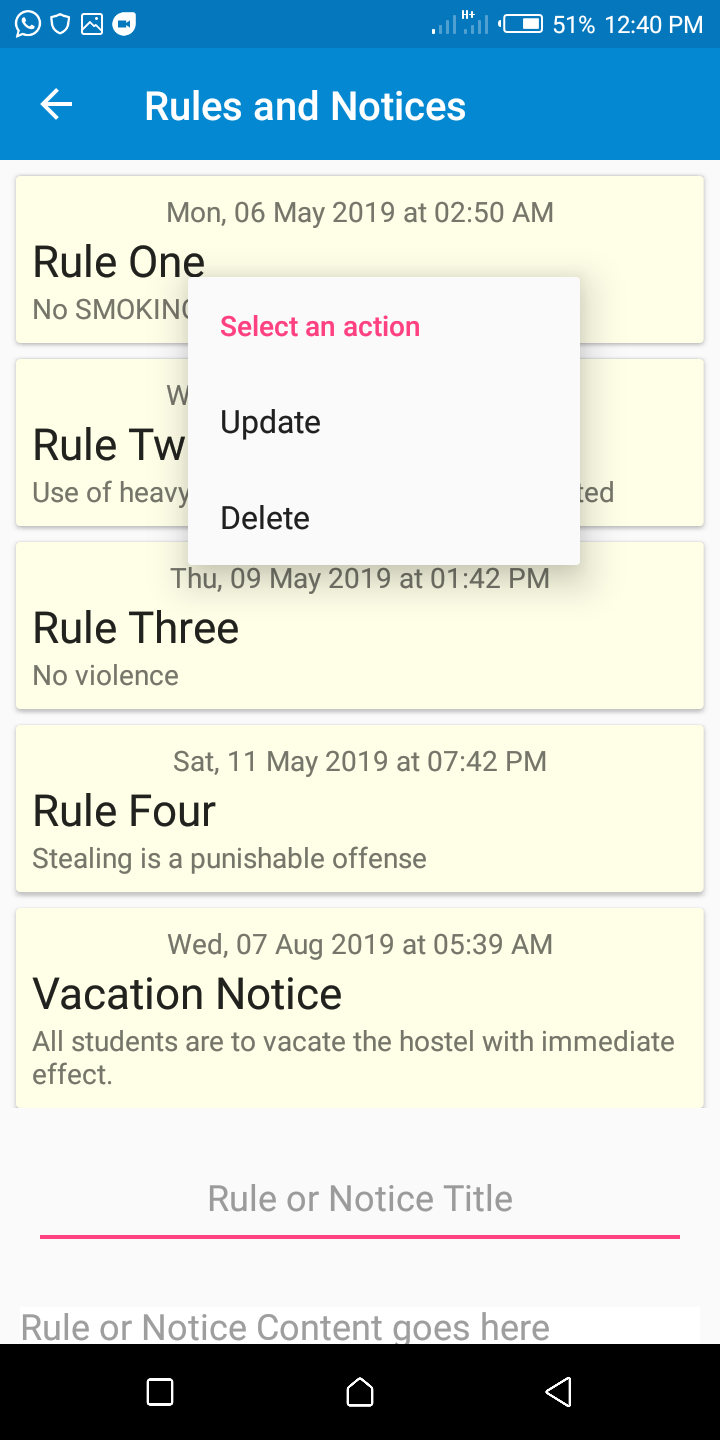 H+ 51% 12:40 PM
Rules and Notices
Mon, 06 May 2019 at 02:50 AM
Rule One
No SMOKING
Select an action
Update
Delete
W
Rule Tw
Use of heavy ted
Thu, 09 May 2019 at 01:42 PM
Rule Three
No violence
Sat, 11 May 2019 at 07:42 PM
Rule Four
Stealing is a punishable offense
Wed, 07 Aug 2019 at 05:39 AM
Vacation Notice
All students are to vacate the hostel with immediate
effect.
Rule or Notice Title
Rule or Notice Content goes here